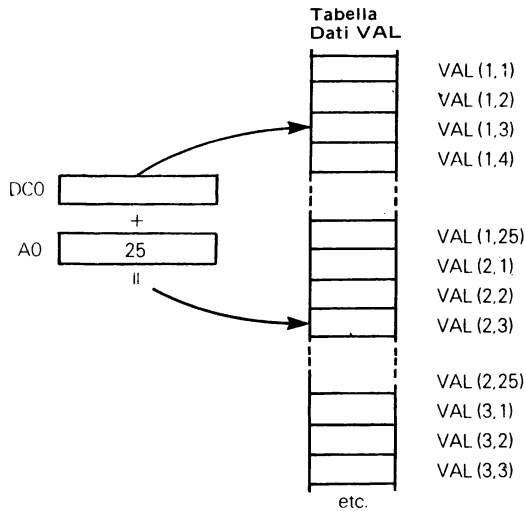 Tabella
Dati VAL
VAL (1,1)
VAL (1,2)
VAL (1,3)
VAL (1,4)
DC0
+
A0 25
=
VAL (1,25)
VAL (2,1)
VAL (2,2)
VAL (2,3)
VAL (2,25)
VAL (3,1)
VAL (3,2)
VAL (3,3)
etc.